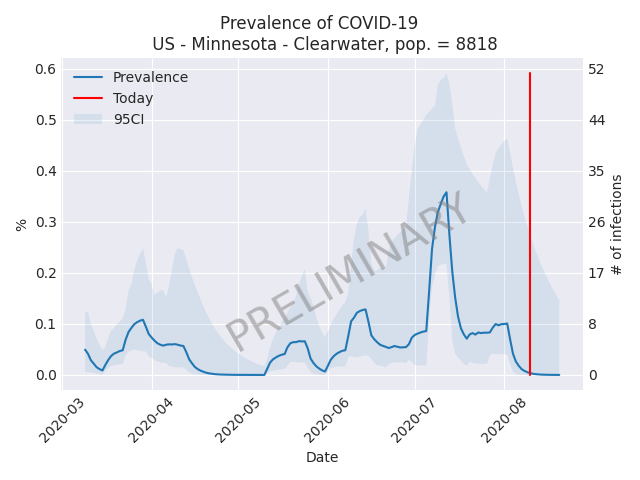 Prevalence of COVID-19
US - Minnesota - Clearwater, pop. = 8818
0.6
0.5
0.4
0.3
0.2
0.1
0.0
%
Prevalence
Today
95CI
PRELIMINARY
52
44
35
26
17
8
0
# of infections
2020-03
2020-04
2020-05
2020-06
2020-07
2020-08
Date